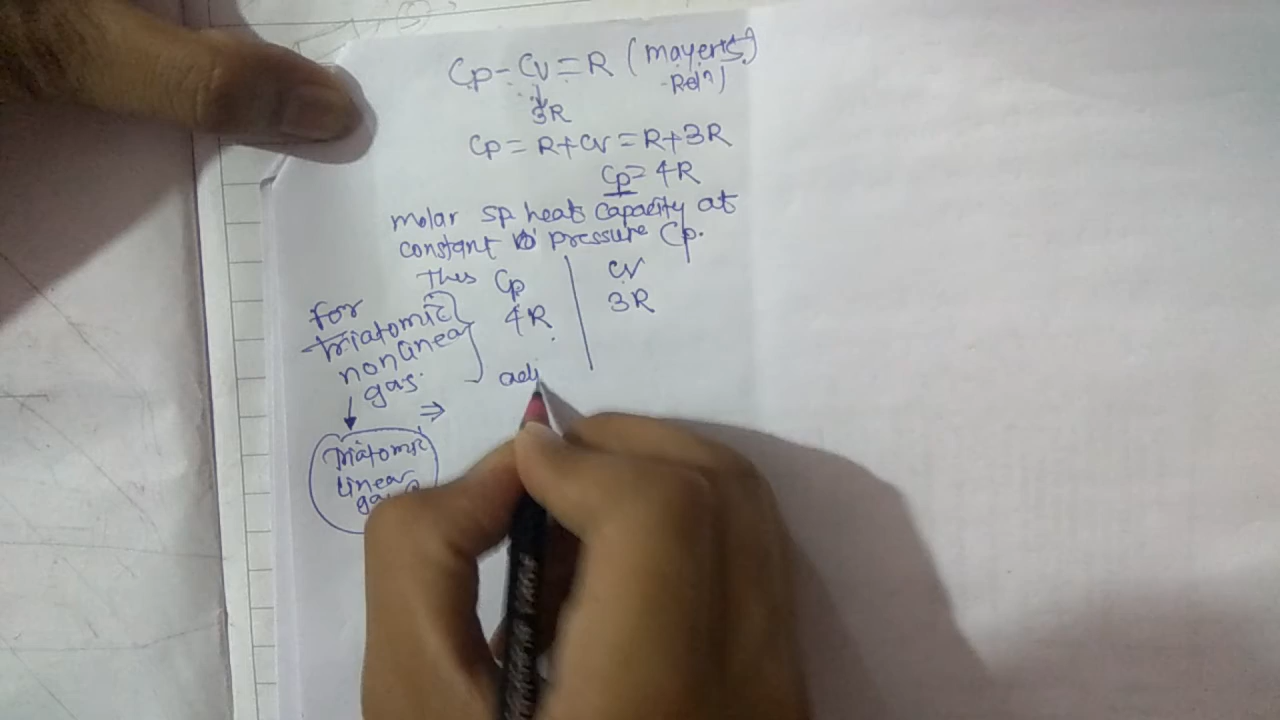 Cp - Cv = R (mayer's
Reln)
3R
Cp = R + Cv = R + 3R
Cp = 4R
molar sp heat capacity at
constant pressure Cp.
Thus Cp | Cv
4R | 3R
for
triatomic
nonlinear
gas.
adi
⇒
Triatomic
linear